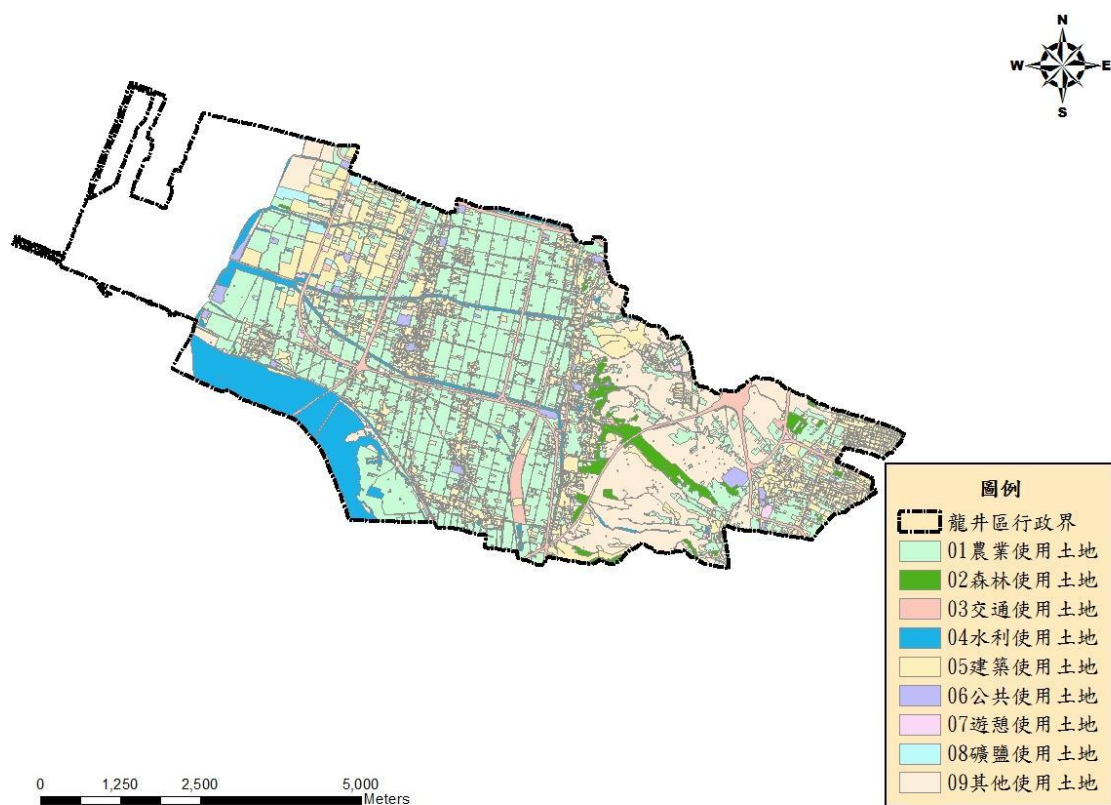 N
W E
S
圖例
龍井區行政界
01農業使用土地
02森林使用土地
03交通使用土地
04水利使用土地
05建築使用土地
06公共使用土地
07遊憩使用土地
08礦鹽使用土地
09其他使用土地
0 1,250 2,500 5,000
Meters